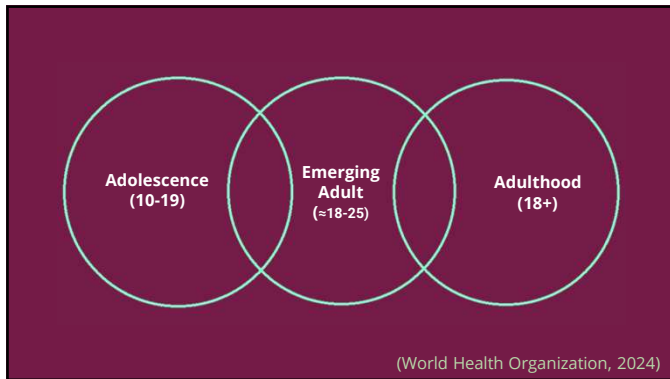 Adolescence
(10-19)
Emerging
Adult
(≈18-25)
Adulthood
(18+)
(World Health Organization, 2024)